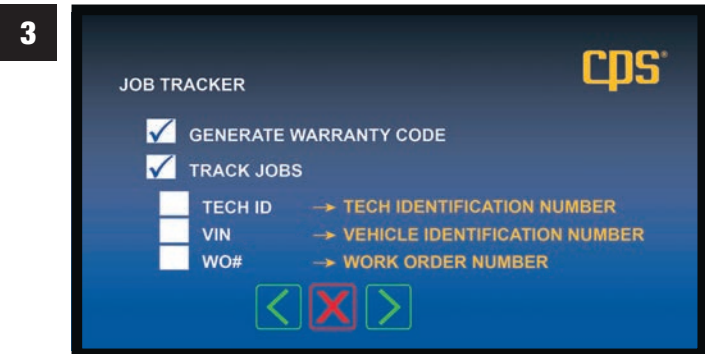 3
cps®
JOB TRACKER
GENERATE WARRANTY CODE
TRACK JOBS
TECH ID → TECH IDENTIFICATION NUMBER
VIN → VEHICLE IDENTIFICATION NUMBER
WO# → WORK ORDER NUMBER